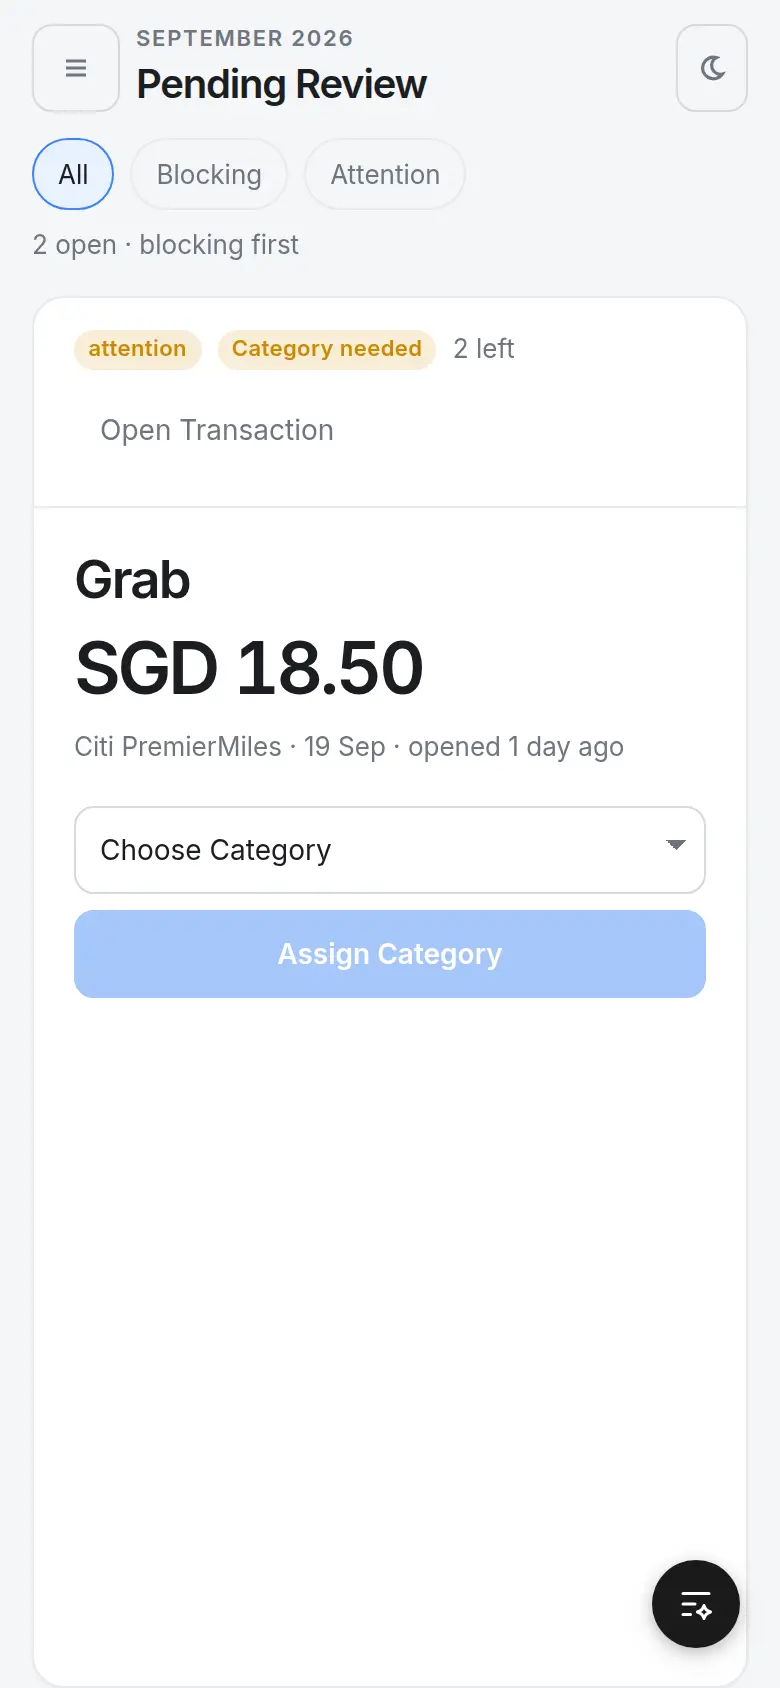 SEPTEMBER 2026
Pending Review
All Blocking Attention
2 open · blocking first
attention Category needed 2 left
Open Transaction
Grab
SGD 18.50
Citi PremierMiles · 19 Sep · opened 1 day ago
Choose Category
Assign Category